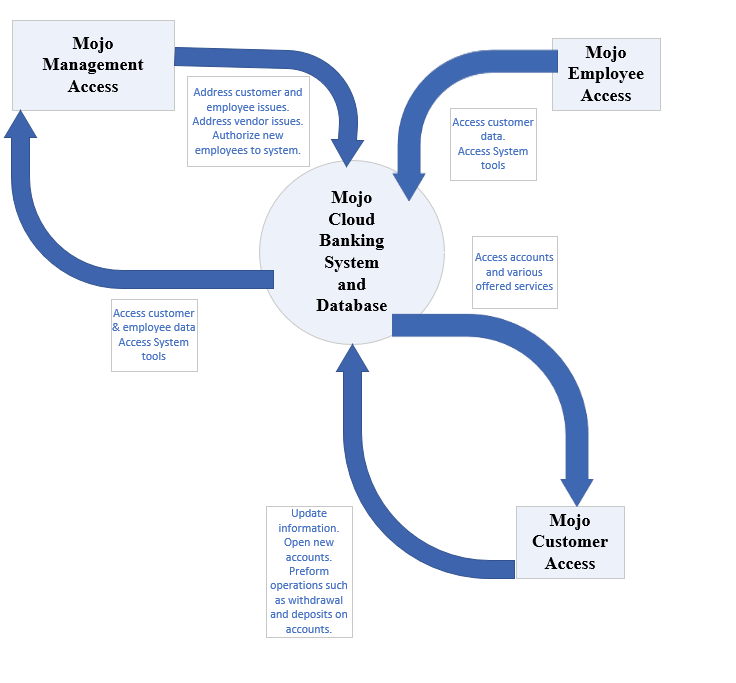 Mojo
Management
Access
Mojo
Employee
Access
Address customer and
employee issues.
Address vendor issues.
Authorize new
employees to system.
Access customer
data.
Access System
tools
Mojo
Cloud
Banking
System
and
Database
Access accounts
and various
offered services
Access customer
& employee data
Access System
tools
Update
information.
Open new
accounts.
Preform
operations such
as withdrawal
and deposits on
accounts.
Mojo
Customer
Access